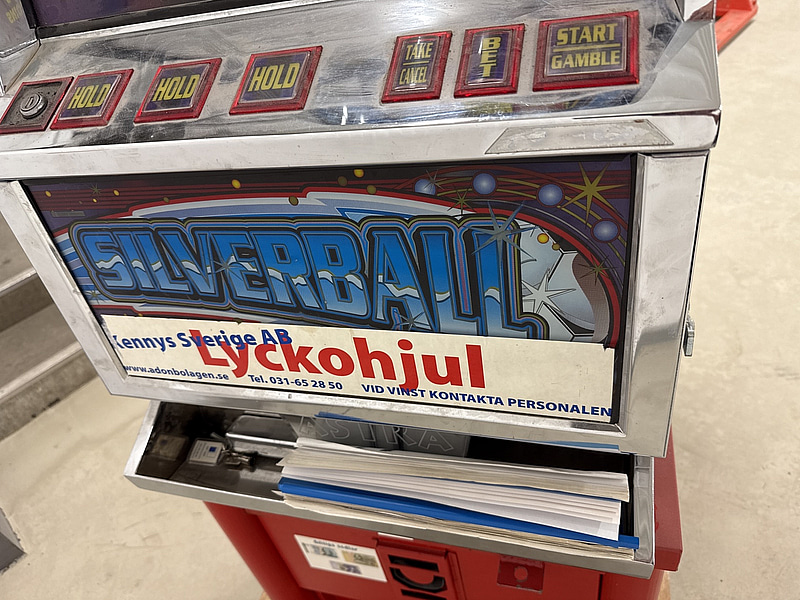 HOLD
HOLD
HOLD
TAKE
CANCEL
BET
START
GAMBLE
SILVERBALL
Kennys Sverige AB
Lyckohjul
www.adonbolagen.se Tel. 031-65 28 50 VID VINST KONTAKTA PERSONALEN
ASTRA